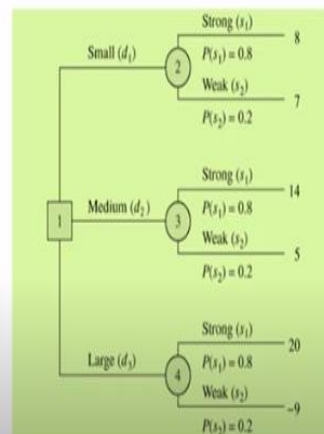 Strong (s₁)
8
Small (d₁)
2
P(s₁) = 0.8
Weak (s₂)
7
P(s₂) = 0.2
Strong (s₁)
14
Medium (d₂)
1
3
P(s₁) = 0.8
Weak (s₂)
5
P(s₂) = 0.2
Strong (s₁)
20
Large (d₃)
4
P(s₁) = 0.8
Weak (s₂)
-9
P(s₂) = 0.2